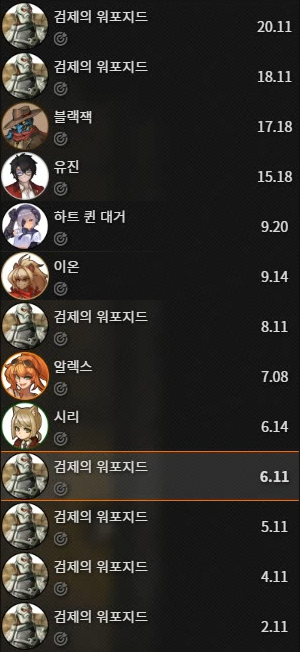 검제의 워포지드
20.11
검제의 워포지드
18.11
블랙잭
17.18
유진
15.18
하트 퀸 대거
9.20
이온
9.14
검제의 워포지드
8.11
알렉스
7.08
시리
6.14
검제의 워포지드
6.11
검제의 워포지드
5.11
검제의 워포지드
4.11
검제의 워포지드
2.11